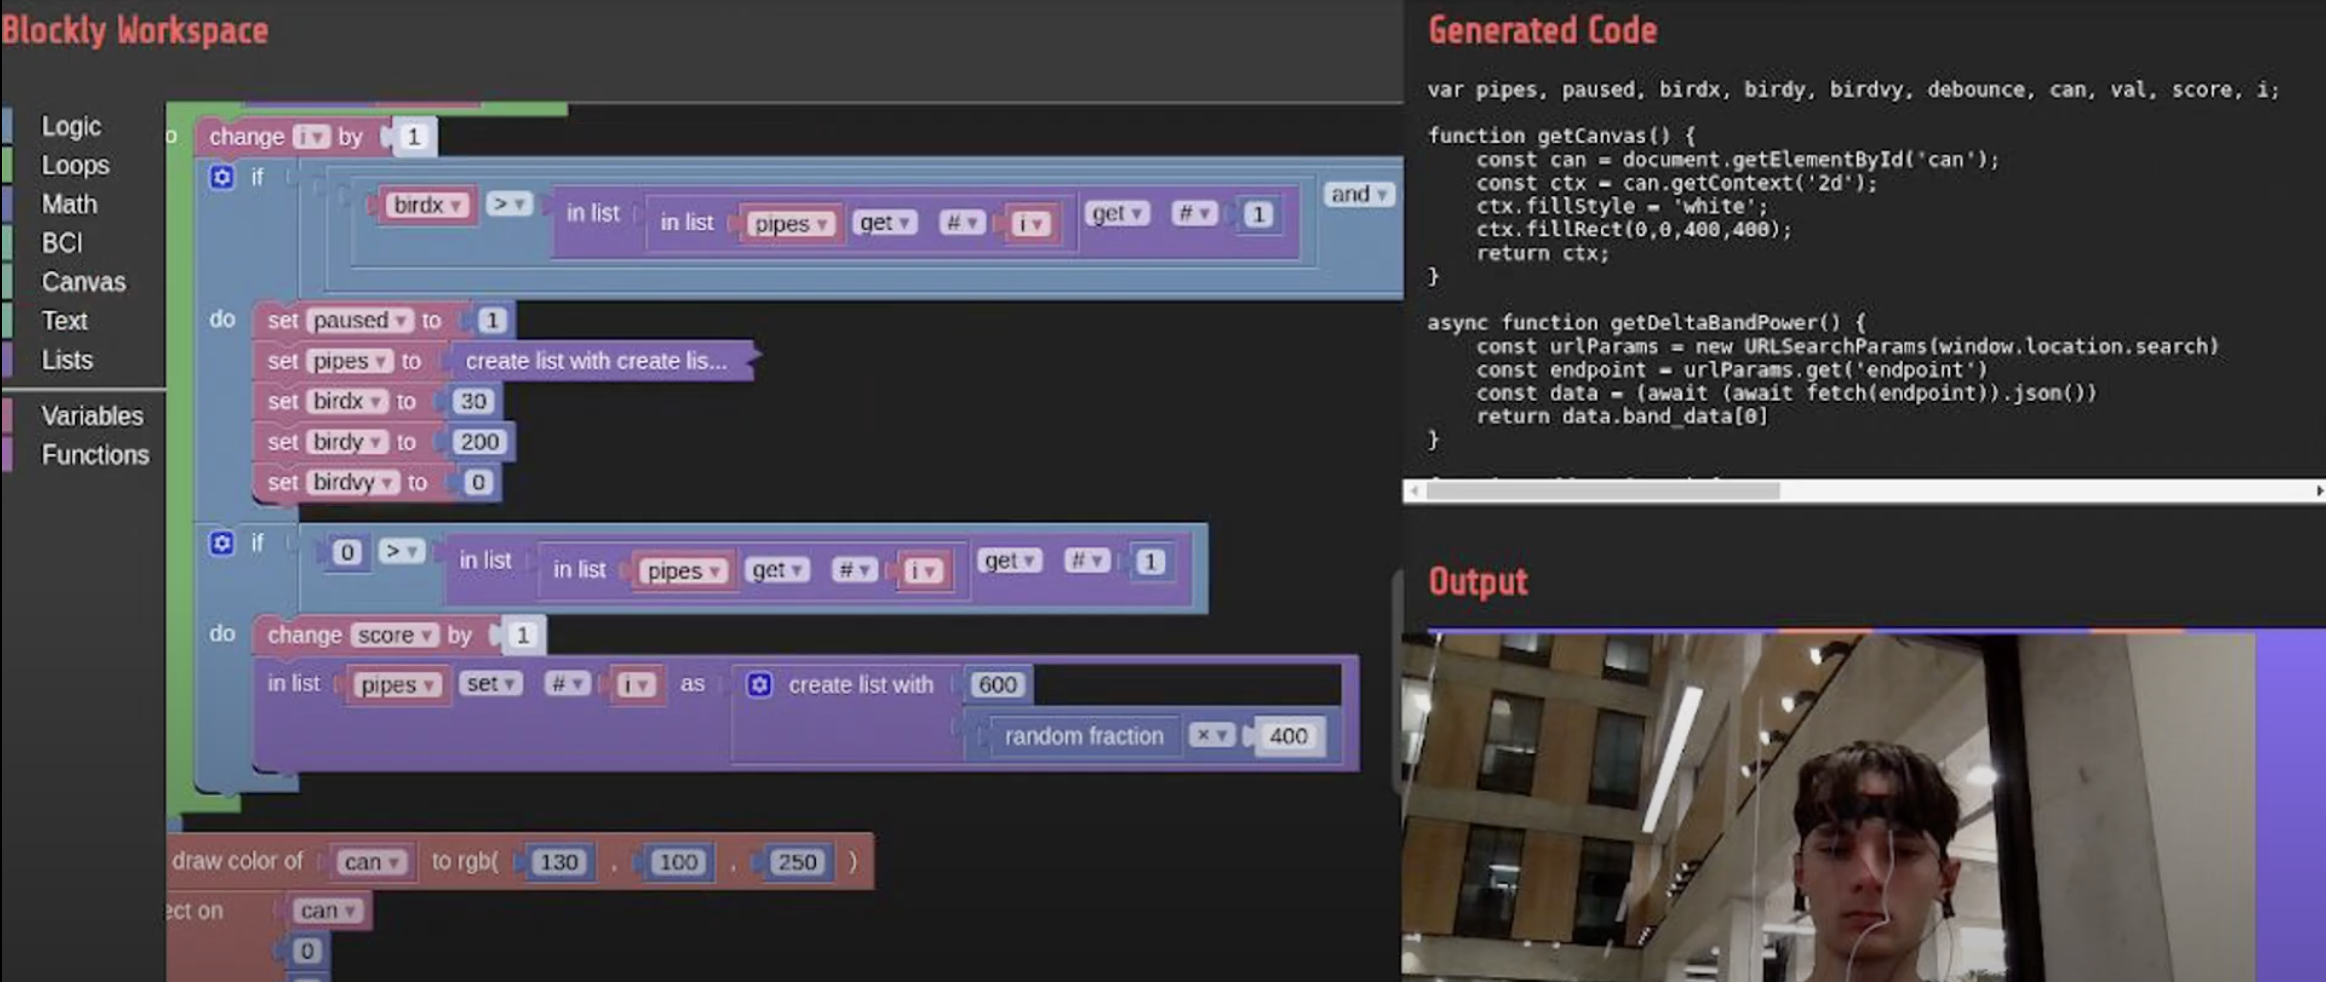 Blockly Workspace
Logic
Loops
Math
BCI
Canvas
Text
Lists
Variables
Functions
change i by 1
if birdx > in list in list pipes get # i get # 1 and
do set paused to 1
set pipes to create list with create lis...
set birdx to 30
set birdy to 200
set birdvy to 0
if 0 > in list in list pipes get # i get # 1
do change score by 1
in list pipes set # i as create list with 600
random fraction × 400
draw color of can to rgb( 130 , 100 , 250 )
ect on can
0
Generated Code
var pipes, paused, birdx, birdy, birdvy, debounce, can, val, score, i;
function getCanvas() {
const can = document.getElementById('can');
const ctx = can.getContext('2d');
ctx.fillStyle = 'white';
ctx.fillRect(0,0,400,400);
return ctx;
}
async function getDeltaBandPower() {
const urlParams = new URLSearchParams(window.location.search)
const endpoint = urlParams.get('endpoint')
const data = (await (await fetch(endpoint)).json())
return data.band_data[0]
}
Output